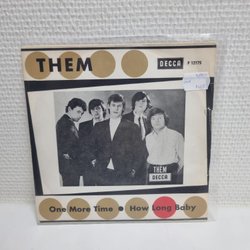 THEM
DECCA
F 12175
THEM
DECCA
One More Time • How Long Baby